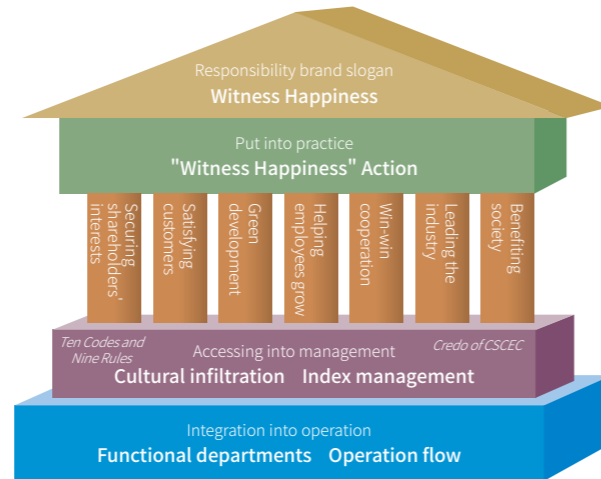 Responsibility brand slogan
Witness Happiness
Put into practice
"Witness Happiness" Action
Securing
shareholders'
interests
Satisfying
customers
Green
development
Helping
employees grow
Win-win
cooperation
Leading the
industry
Benefiting
society
Ten Codes and
Nine Rules
Accessing into management
Credo of CSCEC
Cultural infiltration Index management
Integration into operation
Functional departments Operation flow